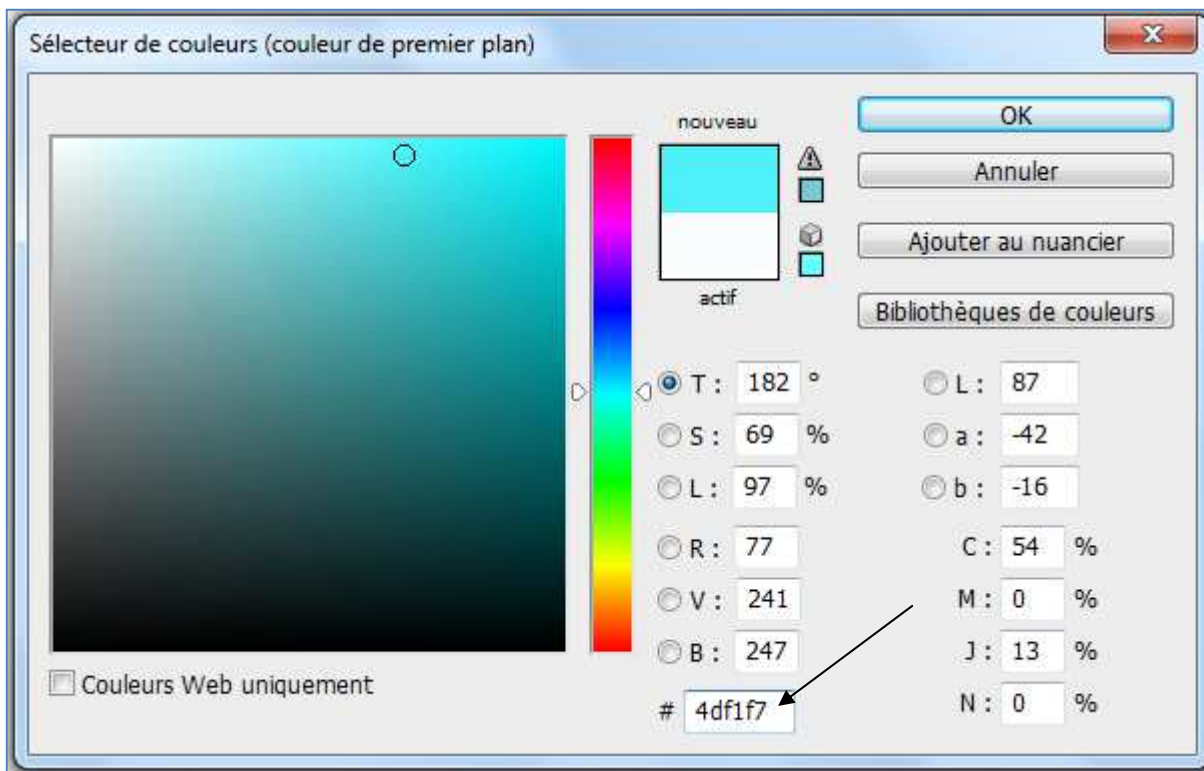 Sélecteur de couleurs (couleur de premier plan)
nouveau
actif
OK
Annuler
Ajouter au nuancier
Bibliothèques de couleurs
T : 182 °
S : 69 %
L : 97 %
R : 77
V : 241
B : 247
# 4df1f7
L : 87
a : -42
b : -16
C : 54 %
M : 0 %
J : 13 %
N : 0 %
Couleurs Web uniquement